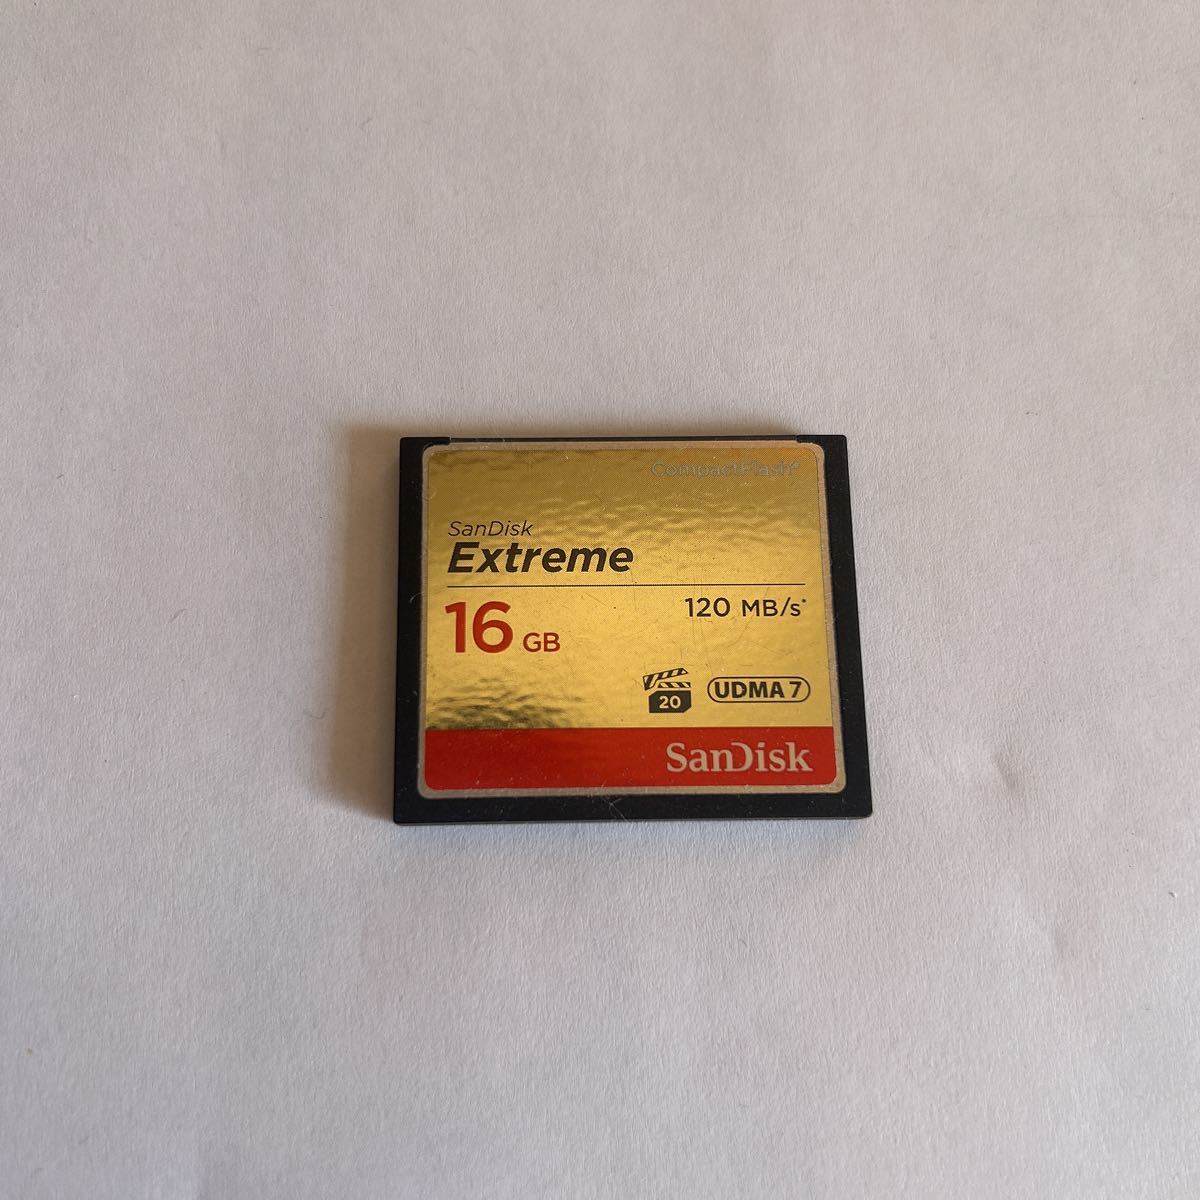 CompactFlash®
SanDisk
Extreme
16 GB
120 MB/s*
20
UDMA 7
SanDisk